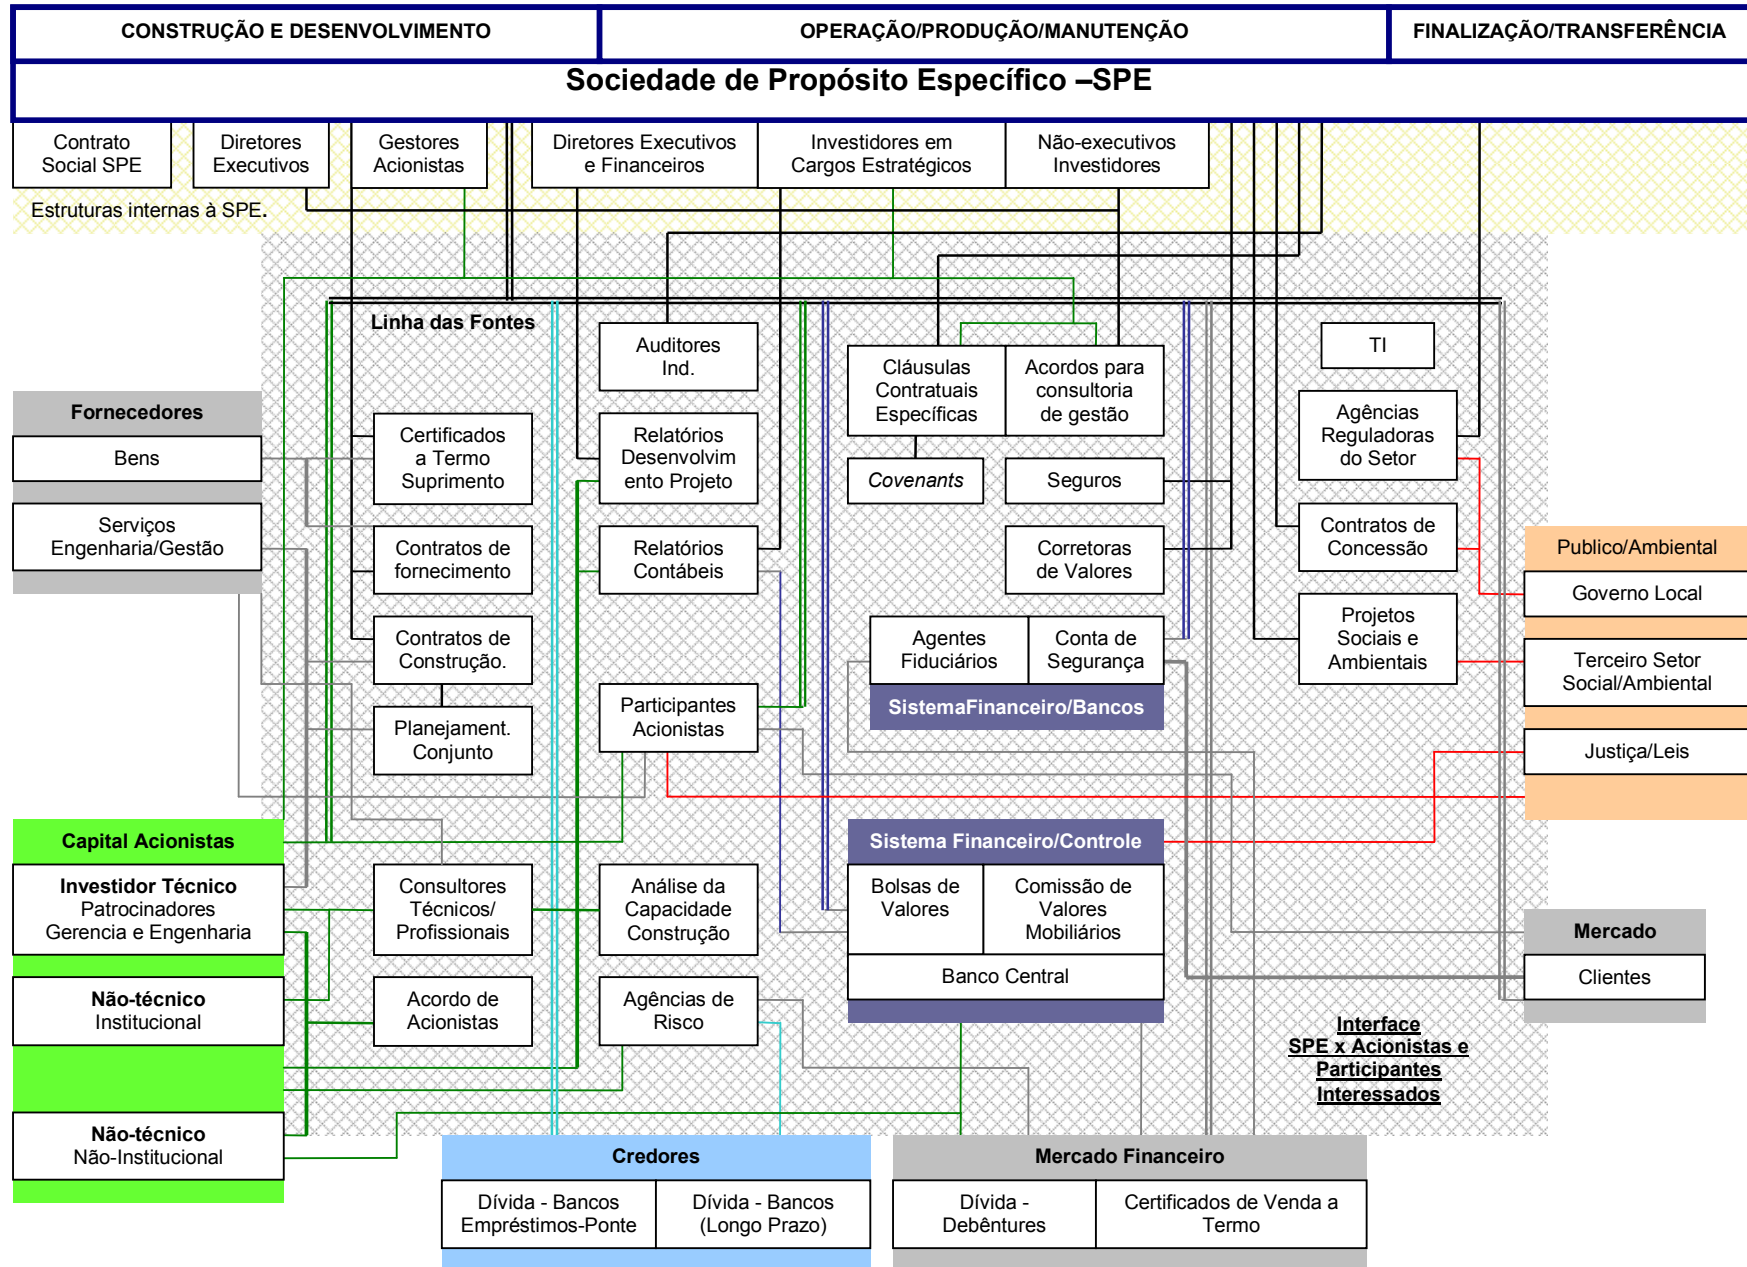 CONSTRUÇÃO E DESENVOLVIMENTO
OPERAÇÃO/PRODUÇÃO/MANUTENÇÃO
FINALIZAÇÃO/TRANSFERÊNCIA
Sociedade de Propósito Específico –SPE
Contrato
Social SPE
Diretores
Executivos
Gestores
Acionistas
Diretores Executivos
e Financeiros
Investidores em
Cargos Estratégicos
Não-executivos
Investidores
Estruturas internas à SPE.
Linha das Fontes
Auditores
Ind.
Cláusulas
Contratuais
Específicas
Acordos para
consultoria
de gestão
TI
Fornecedores
Bens
Serviços
Engenharia/Gestão
Certificados
a Termo
Suprimento
Relatórios
Desenvolvim
ento Projeto
Covenants
Seguros
Agências
Reguladoras
do Setor
Contratos de
fornecimento
Relatórios
Contábeis
Corretoras
de Valores
Contratos de
Concessão
Publico/Ambiental
Governo Local
Terceiro Setor
Social/Ambiental
Justiça/Leis
Contratos de
Construção.
Agentes
Fiduciários
Conta de
Segurança
SistemaFinanceiro/Bancos
Projetos
Sociais e
Ambientais
Planejament.
Conjunto
Participantes
Acionistas
Capital Acionistas
Investidor Técnico
Patrocinadores
Gerencia e Engenharia
Não-técnico
Institucional
Não-técnico
Não-Institucional
Consultores
Técnicos/
Profissionais
Análise da
Capacidade
Construção
Sistema Financeiro/Controle
Bolsas de
Valores
Comissão de
Valores
Mobiliários
Banco Central
Mercado
Clientes
Acordo de
Acionistas
Agências de
Risco
Interface
SPE x Acionistas e
Participantes
Interessados
Credores
Dívida - Bancos
Empréstimos-Ponte
Dívida - Bancos
(Longo Prazo)
Mercado Financeiro
Dívida -
Debêntures
Certificados de Venda a
Termo